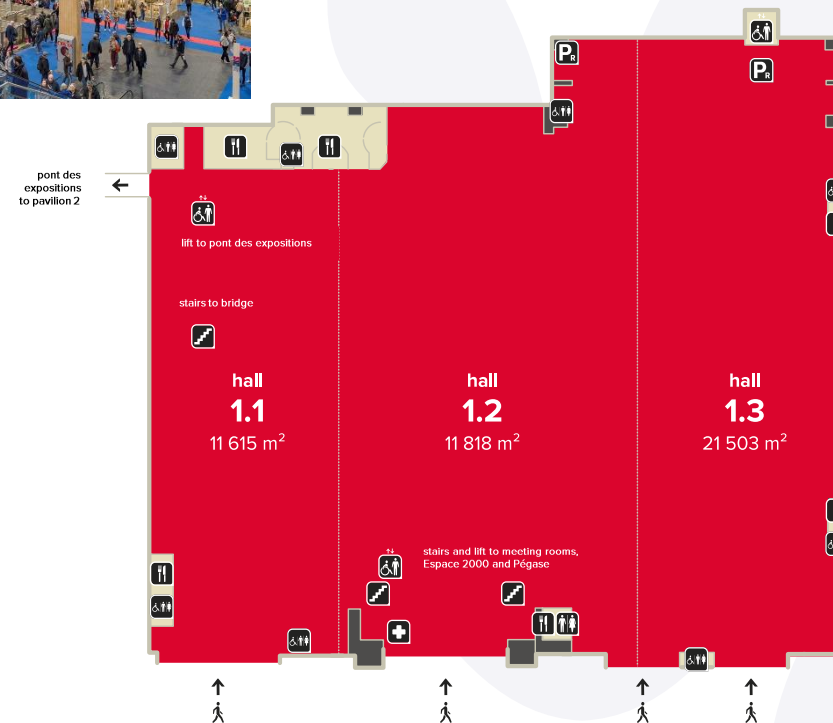 PR
PR
pont des
expositions
to pavilion 2
lift to pont des expositions
stairs to bridge
hall
1.1
11 615 m²
hall
1.2
11 818 m²
hall
1.3
21 503 m²
stairs and lift to meeting rooms,
Espace 2000 and Pégase